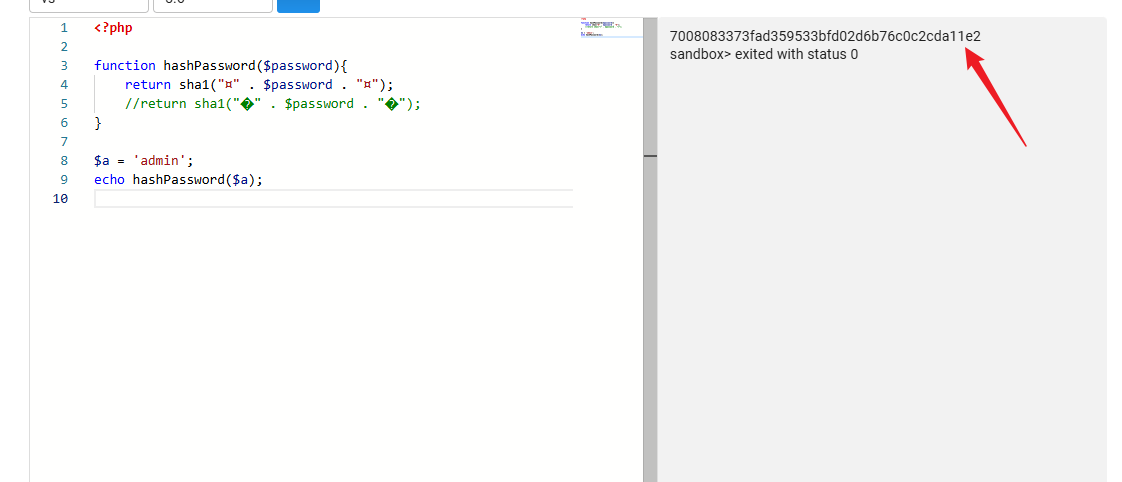 1 <?php
2
3 function hashPassword($password){
4     return sha1("¤" . $password . "¤");
5     //return sha1("�" . $password . "�");
6 }
7
8 $a = 'admin';
9 echo hashPassword($a);
10
7008083373fad359533bfd02d6b76c0c2cda11e2
sandbox> exited with status 0